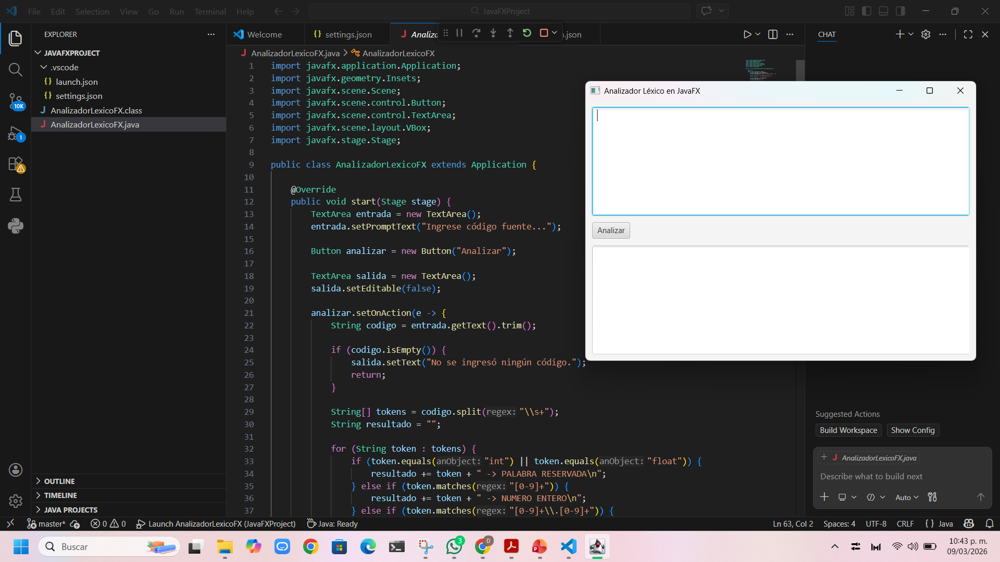 File Edit Selection View Go Run Terminal Help
JavaFXProject
EXPLORER
JAVAFXPROJECT
.vscode
launch.json
settings.json
AnalizadorLexicoFX.class
AnalizadorLexicoFX.java
10K
1
OUTLINE
TIMELINE
JAVA PROJECTS
Welcome
settings.json
.json
AnalizadorLexicoFX.java > AnalizadorLexicoFX
1 import javafx.application.Application;
2 import javafx.geometry.Insets;
3 import javafx.scene.Scene;
4 import javafx.scene.control.Button;
5 import javafx.scene.control.TextArea;
6 import javafx.scene.layout.VBox;
7 import javafx.stage.Stage;
8
9 public class AnalizadorLexicoFX extends Application {
10
11 @Override
12 public void start(Stage stage) {
13 TextArea entrada = new TextArea();
14 entrada.setPromptText("Ingrese código fuente...");
15
16 Button analizar = new Button("Analizar");
17
18 TextArea salida = new TextArea();
19 salida.setEditable(false);
20
21 analizar.setOnAction(e -> {
22 String codigo = entrada.getText().trim();
23
24 if (codigo.isEmpty()) {
25 salida.setText("No se ingresó ningún código.");
26 return;
27 }
28
29 String[] tokens = codigo.split(regex: "\\s+");
30 String resultado = "";
31
32 for (String token : tokens) {
33 if (token.equals(anObject: "int") || token.equals(anObject: "float")) {
34 resultado += token + " -> PALABRA RESERVADA\n";
35 } else if (token.matches(regex: "[0-9]+")) {
36 resultado += token + " -> NUMERO ENTERO\n";
37 } else if (token.matches(regex: "[0-9]+\\.[0-9]+")) {
Analizador Léxico en JavaFX
Analizar
CHAT
Suggested Actions
Build Workspace
Show Config
AnalizadorLexicoFX.java
Describe what to build next
Auto
master* 0 0 Launch AnalizadorLexicoFX (JavaFXProject) Java: Ready
Ln 63, Col 2 Spaces: 4 UTF-8 CRLF {} Java
Buscar
3
D
10:43 p. m.
09/03/2026